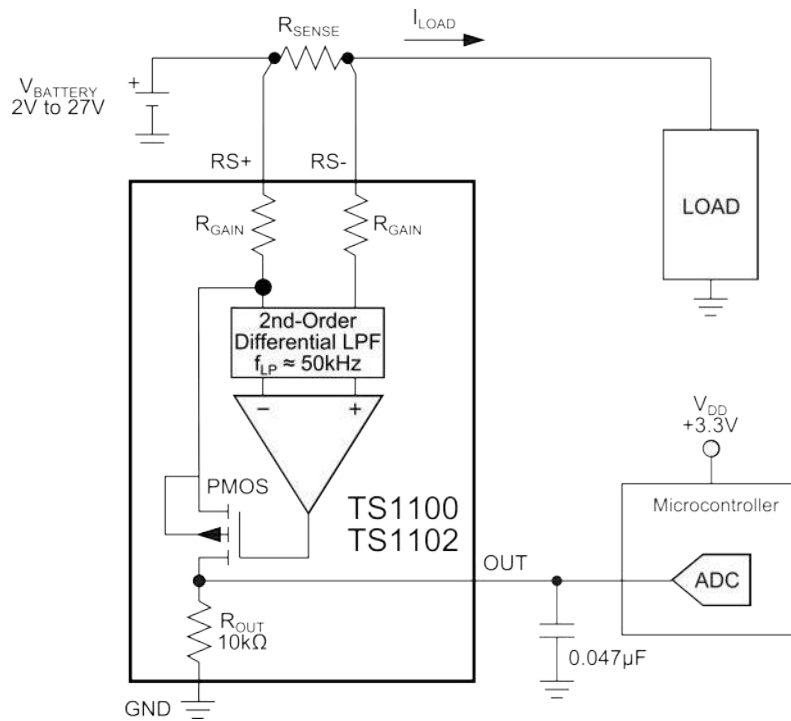 RSENSE
ILOAD
VBATTERY
2V to 27V
+
RS+
RS-
RGAIN
RGAIN
LOAD
2nd-Order
Differential LPF
fLP ≈ 50kHz
–
+
VDD
+3.3V
PMOS
TS1100
TS1102
Microcontroller
OUT
ADC
ROUT
10kΩ
0.047µF
GND